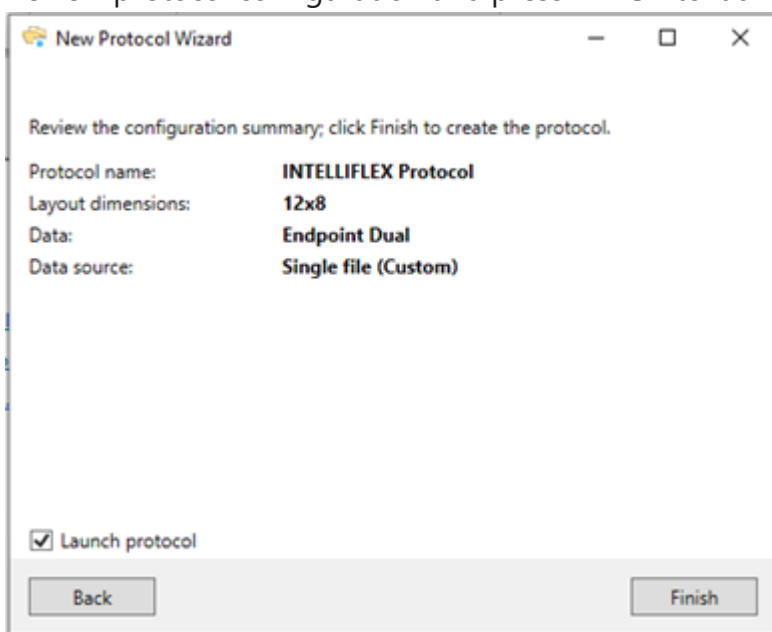 New Protocol Wizard
Review the configuration summary; click Finish to create the protocol.
Protocol name: INTELLIFLEX Protocol
Layout dimensions: 12x8
Data: Endpoint Dual
Data source: Single file (Custom)
Launch protocol
Back Finish